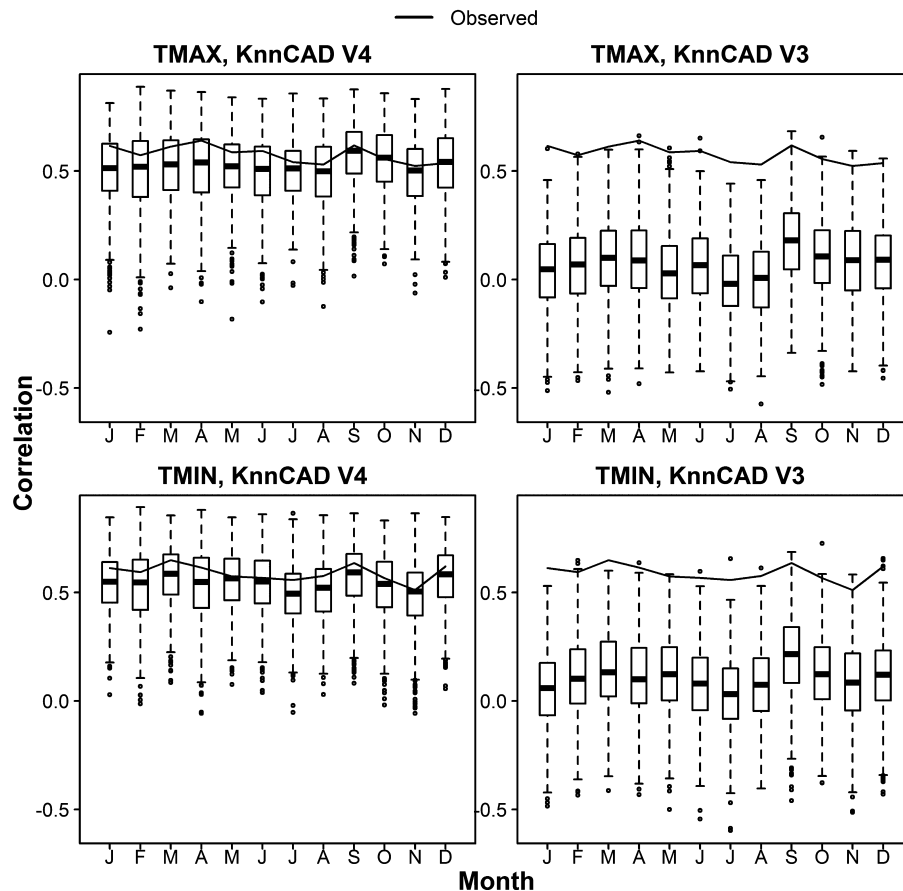 Observed
TMAX, KnnCAD V4
TMAX, KnnCAD V3
0.5
0.0
-0.5
J F M A M J J A S O N D
0.5
0.0
-0.5
J F M A M J J A S O N D
Correlation
TMIN, KnnCAD V4
TMIN, KnnCAD V3
0.5
0.0
-0.5
J F M A M J J A S O N D
0.5
0.0
-0.5
J F M A M J J A S O N D
Month